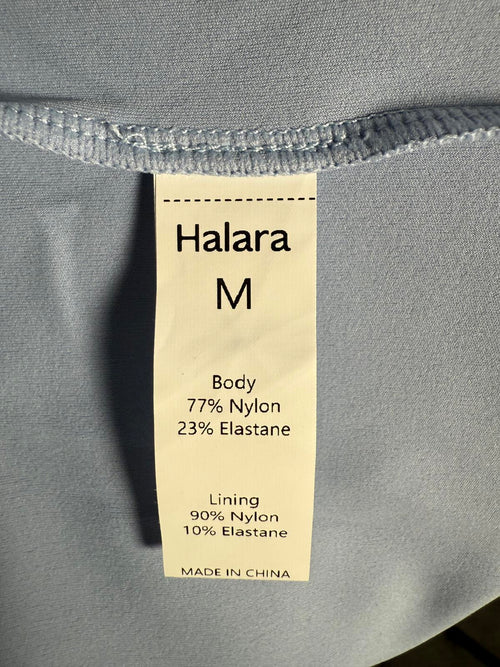 Halara
M
Body
77% Nylon
23% Elastane
Lining
90% Nylon
10% Elastane
MADE IN CHINA